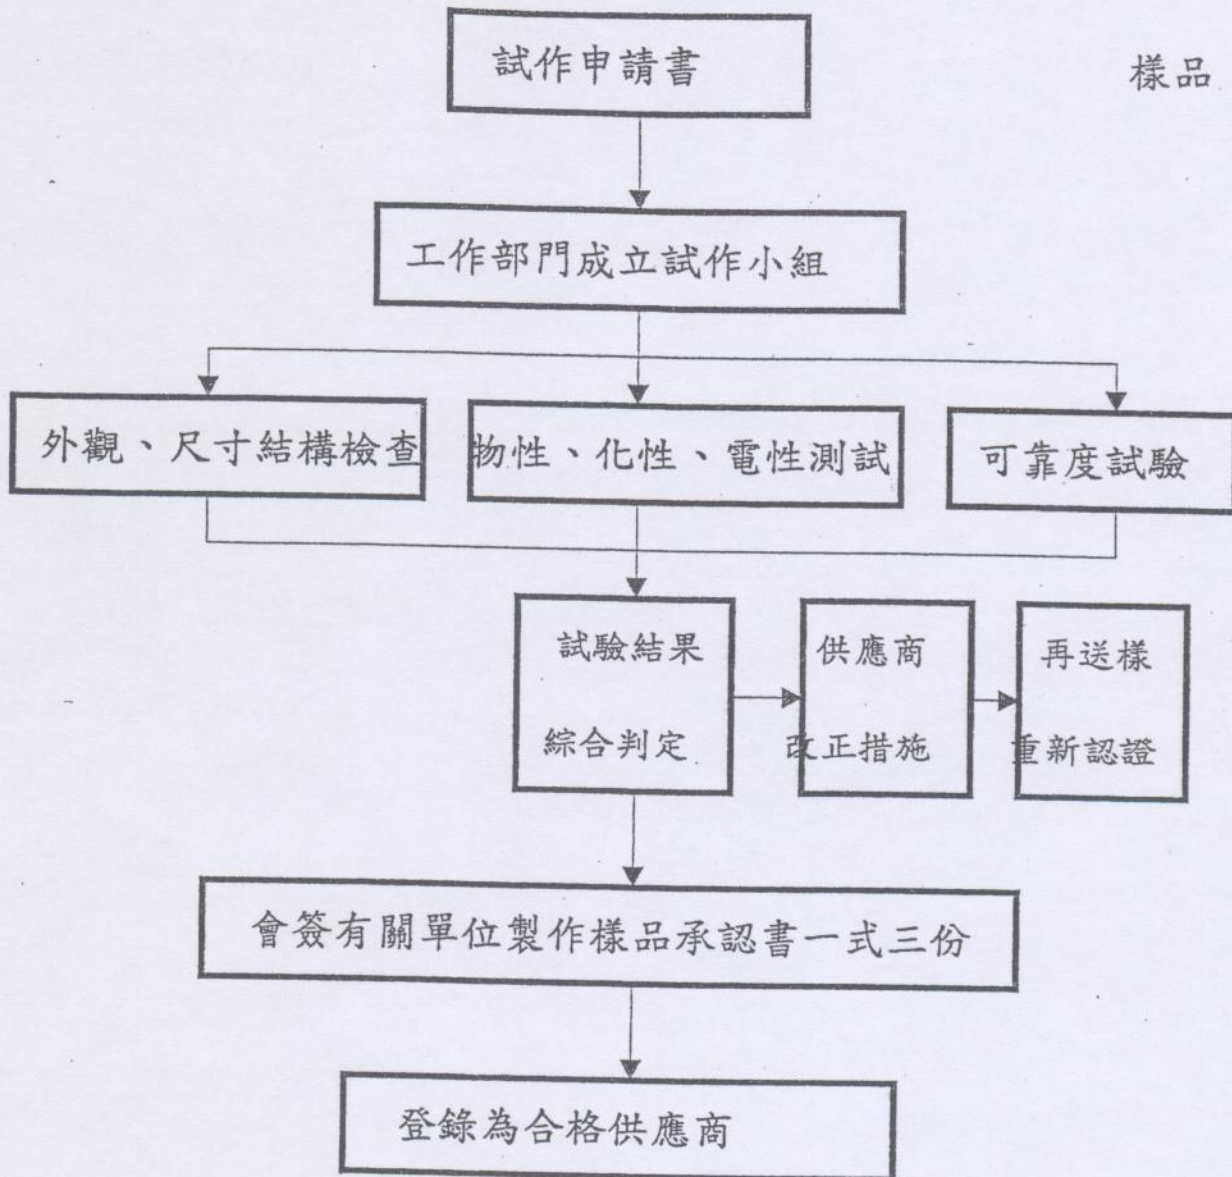 試作申請書
樣品
工作部門成立試作小組
外觀、尺寸結構檢查
物性、化性、電性測試
可靠度試驗
試驗結果
綜合判定
供應商
改正措施
再送樣
重新認證
會簽有關單位製作樣品承認書一式三份
登錄為合格供應商